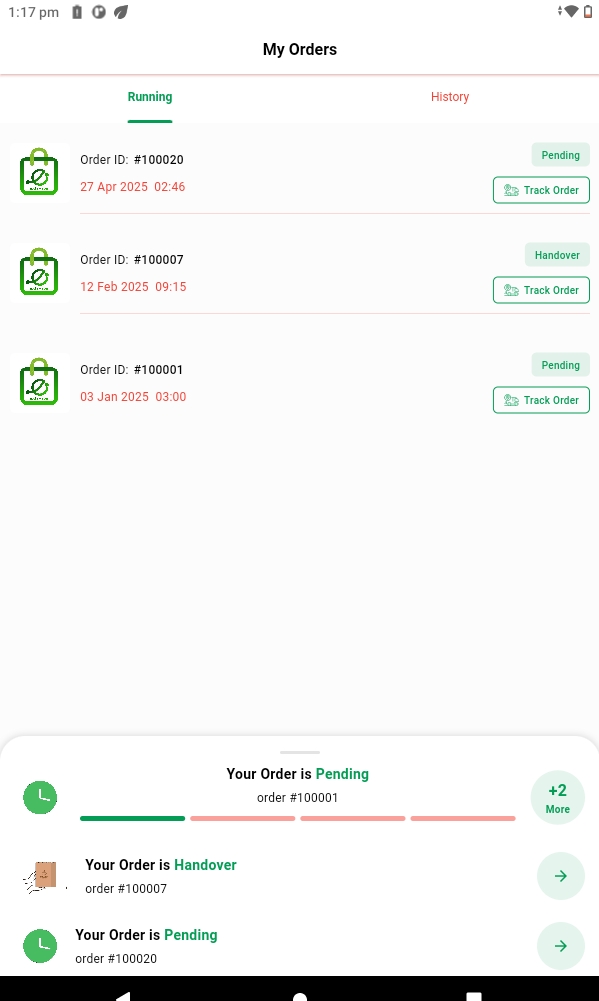 1:17 pm
My Orders
Running
History
Order ID: #100020
Pending
27 Apr 2025 02:46
Track Order
Order ID: #100007
Handover
12 Feb 2025 09:15
Track Order
Order ID: #100001
Pending
03 Jan 2025 03:00
Track Order
Your Order is Pending
order #100001
+2
More
Your Order is Handover
order #100007
Your Order is Pending
order #100020